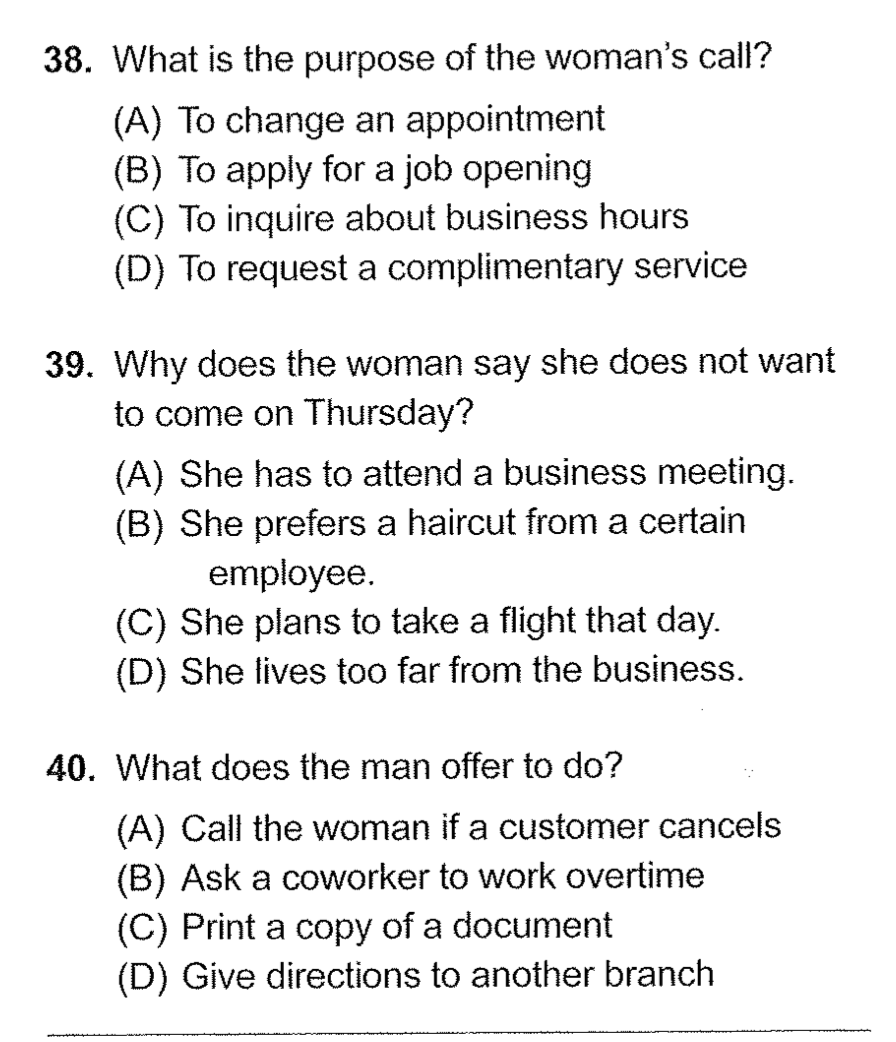 38. What is the purpose of the woman's call?
(A) To change an appointment
(B) To apply for a job opening
(C) To inquire about business hours
(D) To request a complimentary service
39. Why does the woman say she does not want
to come on Thursday?
(A) She has to attend a business meeting.
(B) She prefers a haircut from a certain
employee.
(C) She plans to take a flight that day.
(D) She lives too far from the business.
40. What does the man offer to do?
(A) Call the woman if a customer cancels
(B) Ask a coworker to work overtime
(C) Print a copy of a document
(D) Give directions to another branch